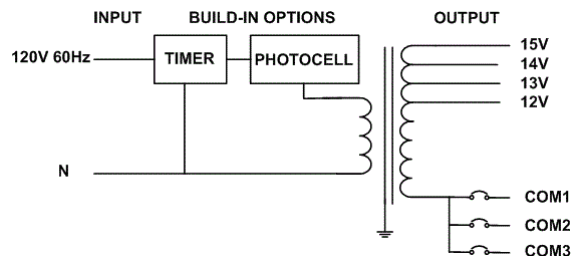 INPUT BUILD-IN OPTIONS OUTPUT
120V 60Hz TIMER PHOTOCELL
15V
14V
13V
12V
N
COM1
COM2
COM3